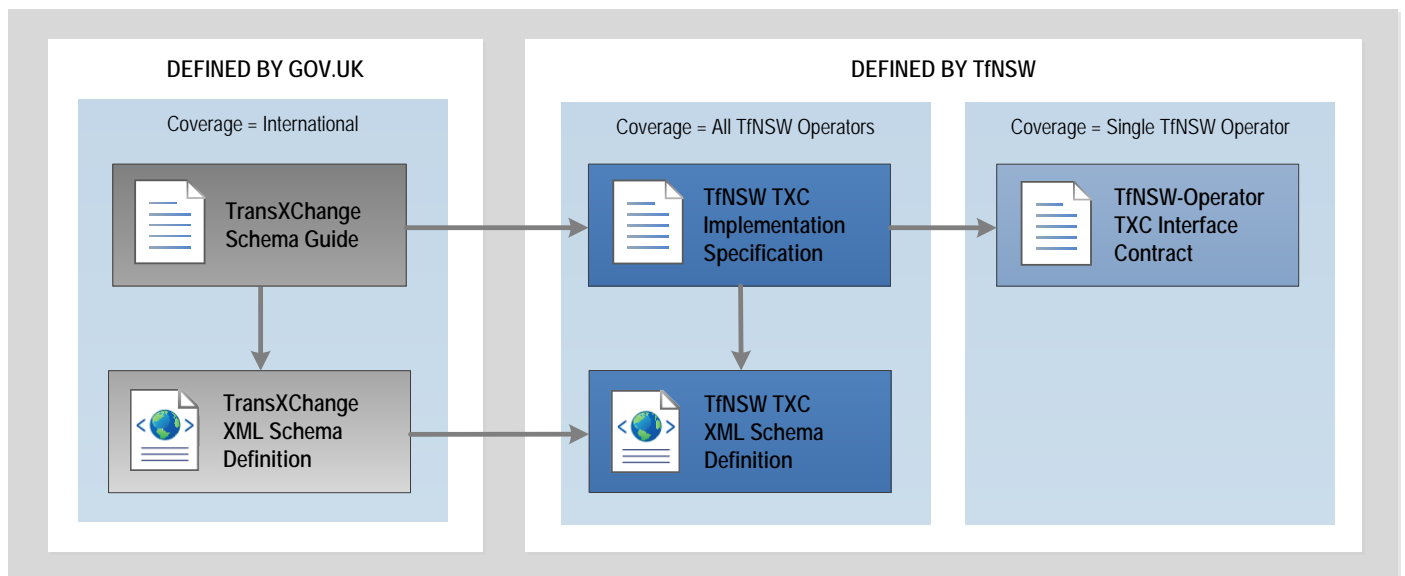 DEFINED BY GOV.UK
Coverage = International
TransXChange
Schema Guide
TransXChange
XML Schema
Definition
DEFINED BY TfNSW
Coverage = All TfNSW Operators
TfNSW TXC
Implementation
Specification
TfNSW TXC
XML Schema
Definition
Coverage = Single TfNSW Operator
TfNSW-Operator
TXC Interface
Contract